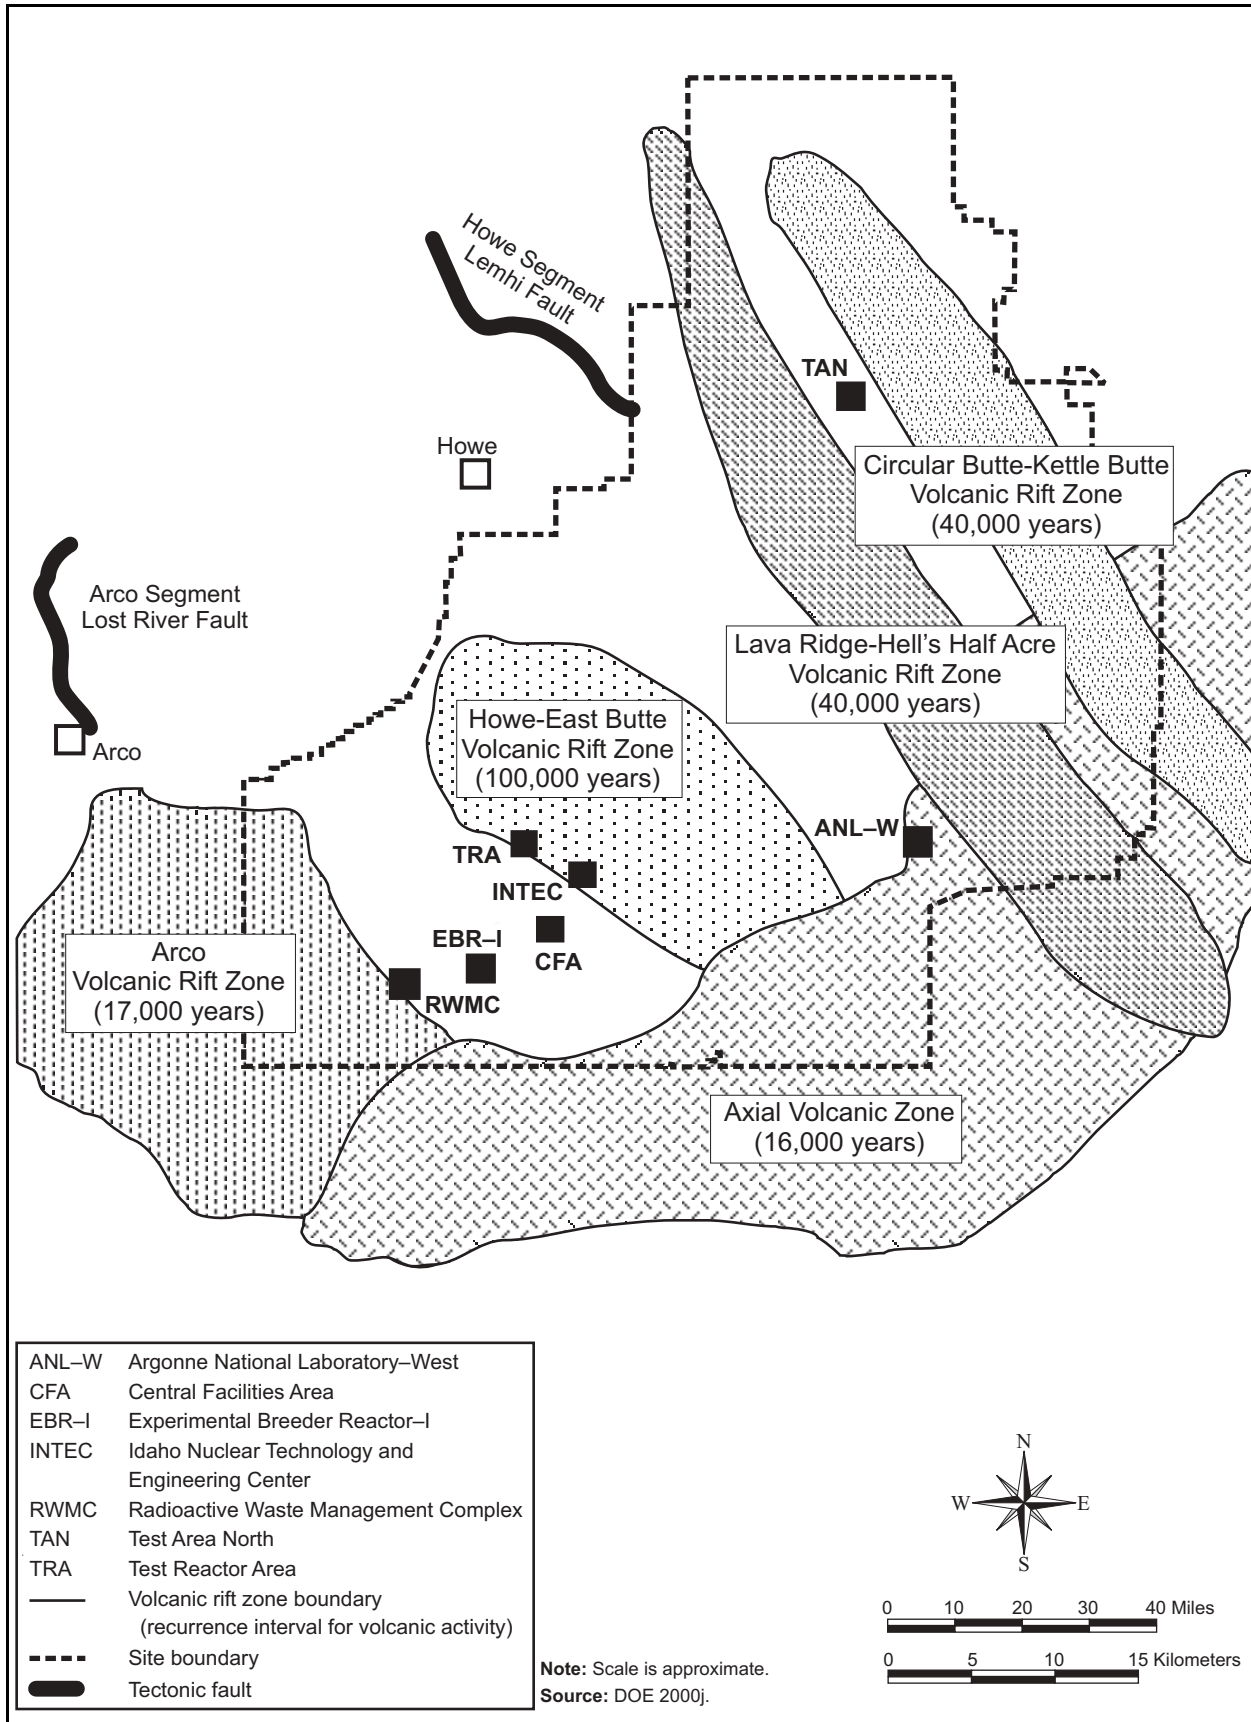 Howe Segment
Lemhi Fault
TAN
Howe
Circular Butte-Kettle Butte
Volcanic Rift Zone
(40,000 years)
Arco Segment
Lost River Fault
Lava Ridge-Hell's Half Acre
Volcanic Rift Zone
(40,000 years)
Howe-East Butte
Volcanic Rift Zone
(100,000 years)
Arco
ANL–W
TRA
INTEC
EBR–I
CFA
Arco
Volcanic Rift Zone
(17,000 years)
RWMC
Axial Volcanic Zone
(16,000 years)
ANL–W Argonne National Laboratory–West
CFA Central Facilities Area
EBR–I Experimental Breeder Reactor–I
INTEC Idaho Nuclear Technology and
Engineering Center
RWMC Radioactive Waste Management Complex
TAN Test Area North
TRA Test Reactor Area
Volcanic rift zone boundary
(recurrence interval for volcanic activity)
Site boundary
Tectonic fault
N
W E
S
0 10 20 30 40 Miles
0 5 10 15 Kilometers
Note: Scale is approximate.
Source: DOE 2000j.